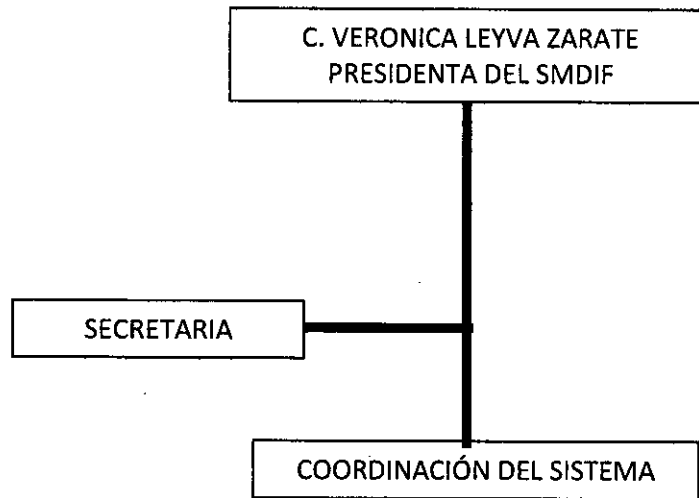 C. VERONICA LEYVA ZARATE
PRESIDENTA DEL SMDIF
SECRETARIA
COORDINACIÓN DEL SISTEMA